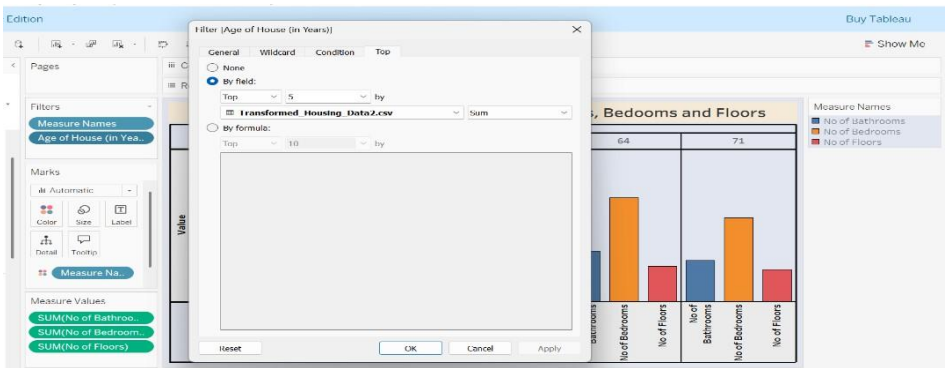 Edition
Buy Tableau
Show Me
Pages
Filters
Measure Names
Age of House (in Yea..
Marks
Automatic
Color
Size
Label
Detail
Tooltip
Measure Na..
Measure Values
SUM(No of Bathroo..
SUM(No of Bedroom..
SUM(No of Floors)
iii C
R
Filter [Age of House (in Years)]
General Wildcard Condition Top
None
By field:
Top 5 by
Transformed_Housing_Data2.csv Sum
By formula:
Top 10 by
Reset OK Cancel Apply
s, Bedooms and Floors
64 71
Value
No of Bedrooms
No of Floors
No of Bathrooms
No of Bedrooms
No of Floors
Measure Names
No of Bathrooms
No of Bedrooms
No of Floors